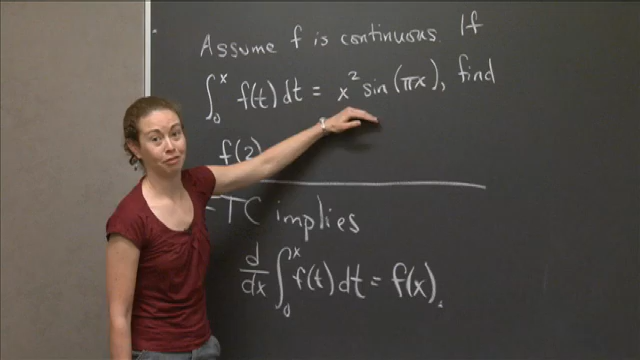 Assume f is continuous. If
∫₀ˣ f(t) dt = x² sin(πx), find
f(2)
FTC implies
d/dx ∫₀ˣ f(t) dt = f(x).